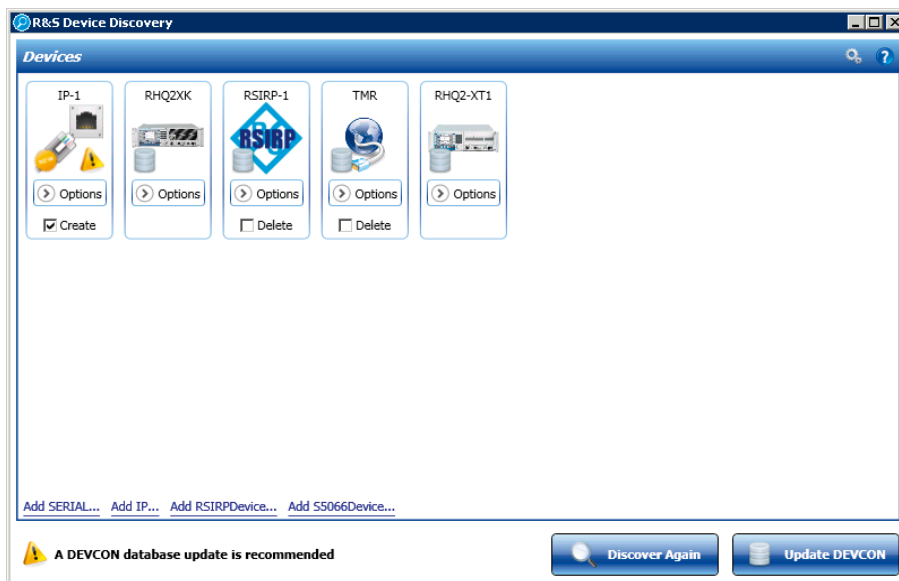 R&S Device Discovery
Devices
IP-1 RHQ2XK RSIRP-1 TMR RHQ2-XT1
RSIRP
Options Options Options Options Options
Create Delete Delete
Add SERIAL... Add IP... Add RSIRPDevice... Add S5066Device...
A DEVCON database update is recommended Discover Again Update DEVCON